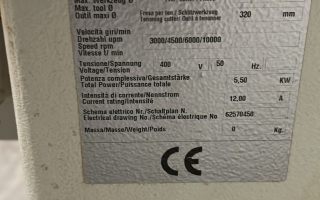 Max. Werkzeug Ø
Max. tool Ø
Outil maxi Ø
320 mm
Velocità giri/min
Drehzahl upm
Speed rpm
Vitesse t/ min
3000/4500/6000/10000
Tensione/Spannung
Voltage/Tension
400 V 50 Hz.
Potenza complessiva/Gesamtstärke
Total Power/Puissance totale
5,50 KW
Intensità di corrente/Nennstrom
Current rating/Intensité
12,00 A
Schema elettrico Nr./Schaltplan N.
Electrical drawing No./Schema électrique No
62570450
Massa/Masse/Weight/Poids
0 Kg.
CE